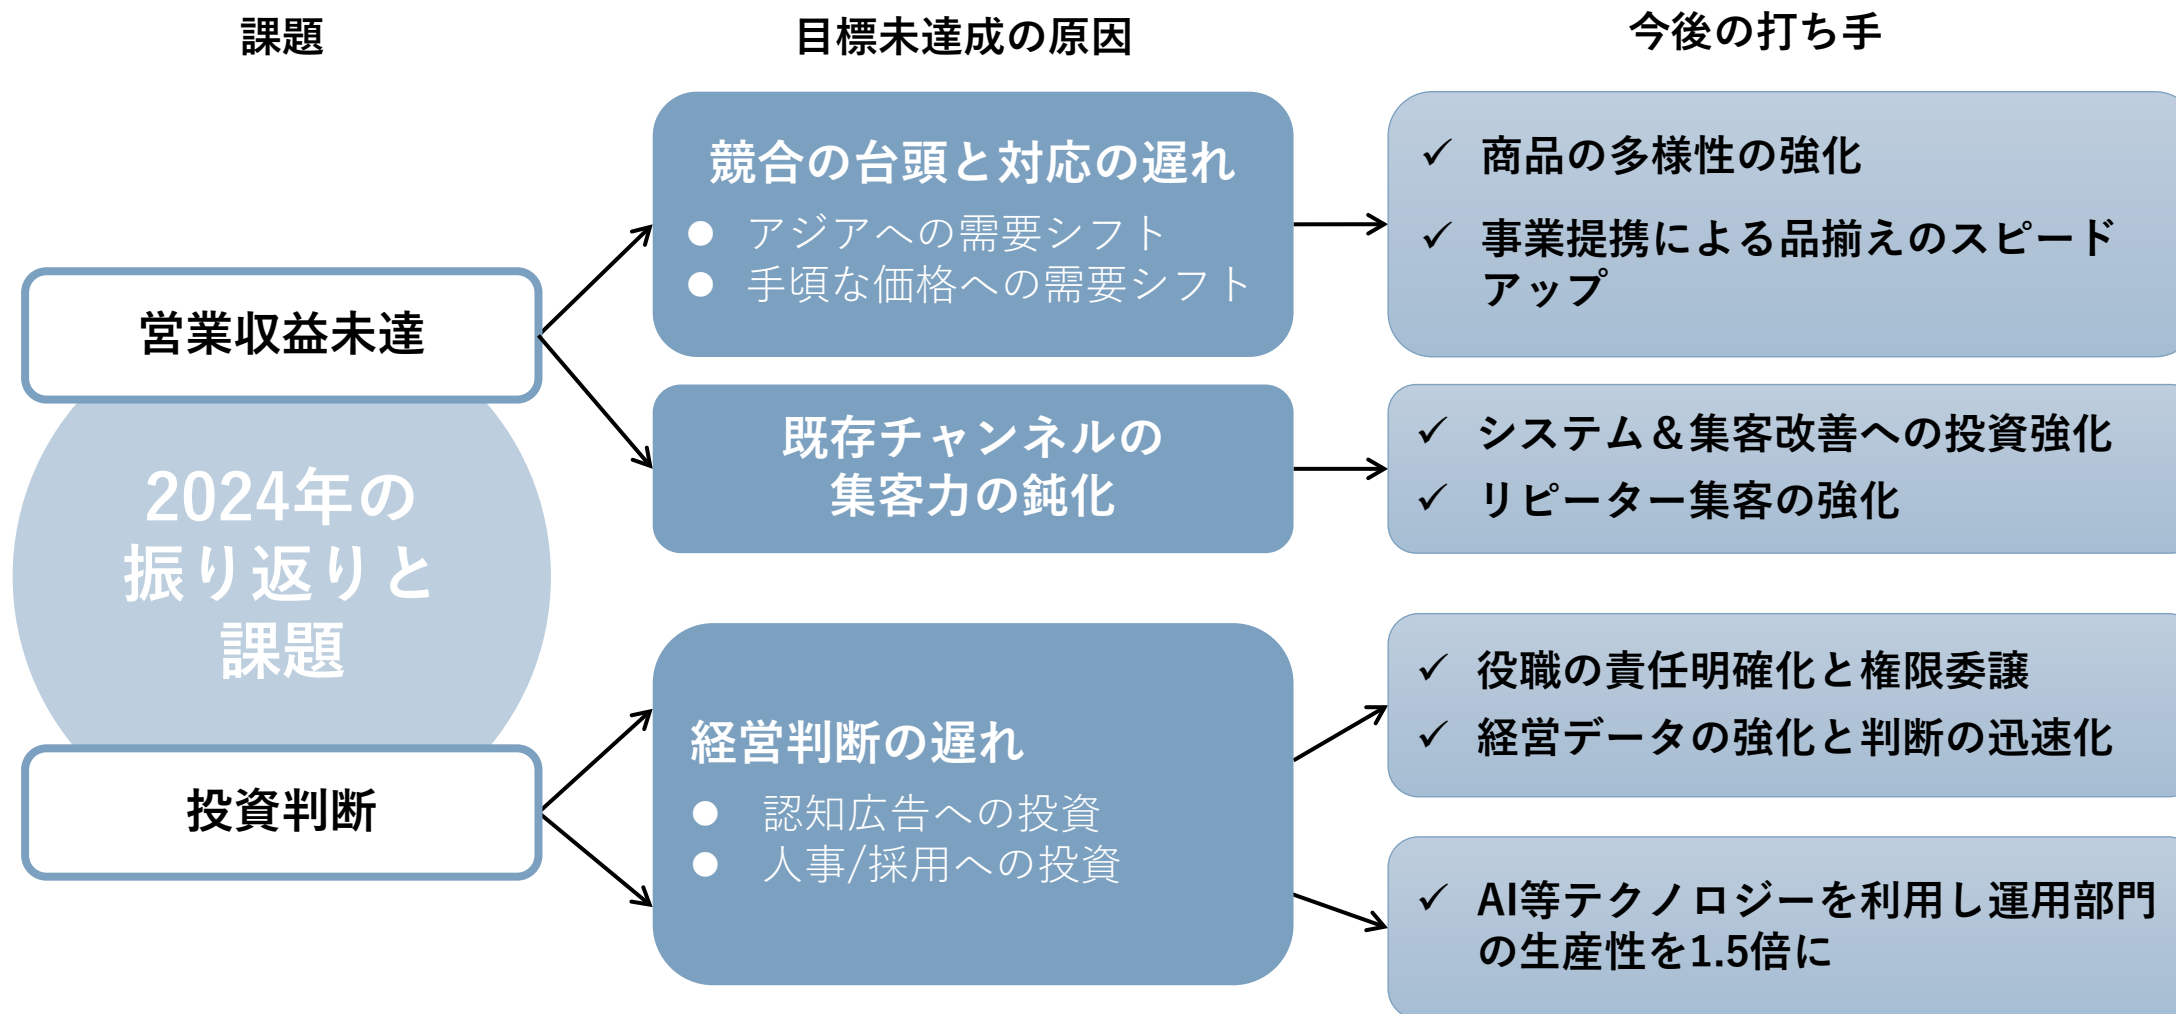 課題
目標未達成の原因
今後の打ち手
営業収益未達
2024年の
振り返りと
課題
投資判断
競合の台頭と対応の遅れ
● アジアへの需要シフト
● 手頃な価格への需要シフト
既存チャンネルの
集客力の鈍化
経営判断の遅れ
● 認知広告への投資
● 人事/採用への投資
✓ 商品の多様性の強化
✓ 事業提携による品揃えのスピード
アップ
✓ システム＆集客改善への投資強化
✓ リピーター集客の強化
✓ 役職の責任明確化と権限委譲
✓ 経営データの強化と判断の迅速化
✓ AI等テクノロジーを利用し運用部門
の生産性を1.5倍に